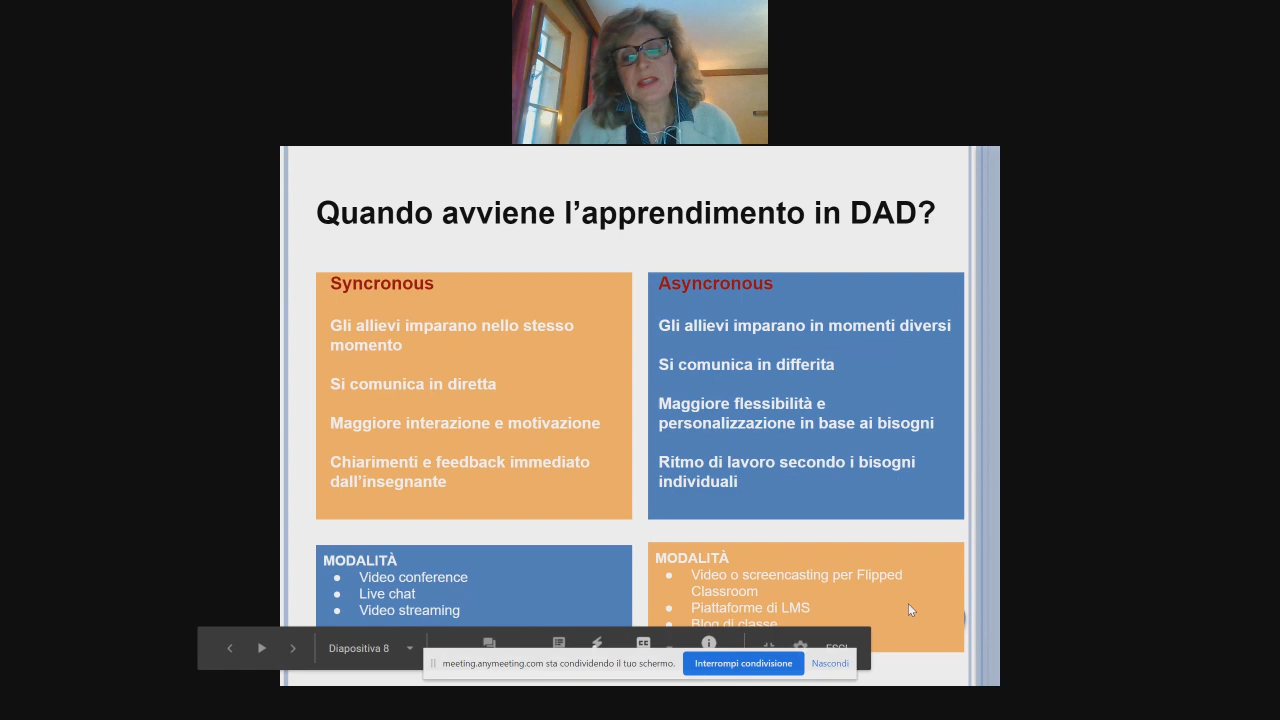 Quando avviene l’apprendimento in DAD?
Syncronous
Gli allievi imparano nello stesso
momento
Si comunica in diretta
Maggiore interazione e motivazione
Chiarimenti e feedback immediato
dall’insegnante
Asyncronous
Gli allievi imparano in momenti diversi
Si comunica in differita
Maggiore flessibilità e
personalizzazione in base ai bisogni
Ritmo di lavoro secondo i bisogni
individuali
MODALITÀ
● Video conference
● Live chat
● Video streaming
MODALITÀ
● Video o screencasting per Flipped
Classroom
● Piattaforme di LMS
● Blog di classe
Diapositiva 8
ESCI
meeting.anymeeting.com sta condividendo il tuo schermo.
Interrompi condivisione
Nascondi